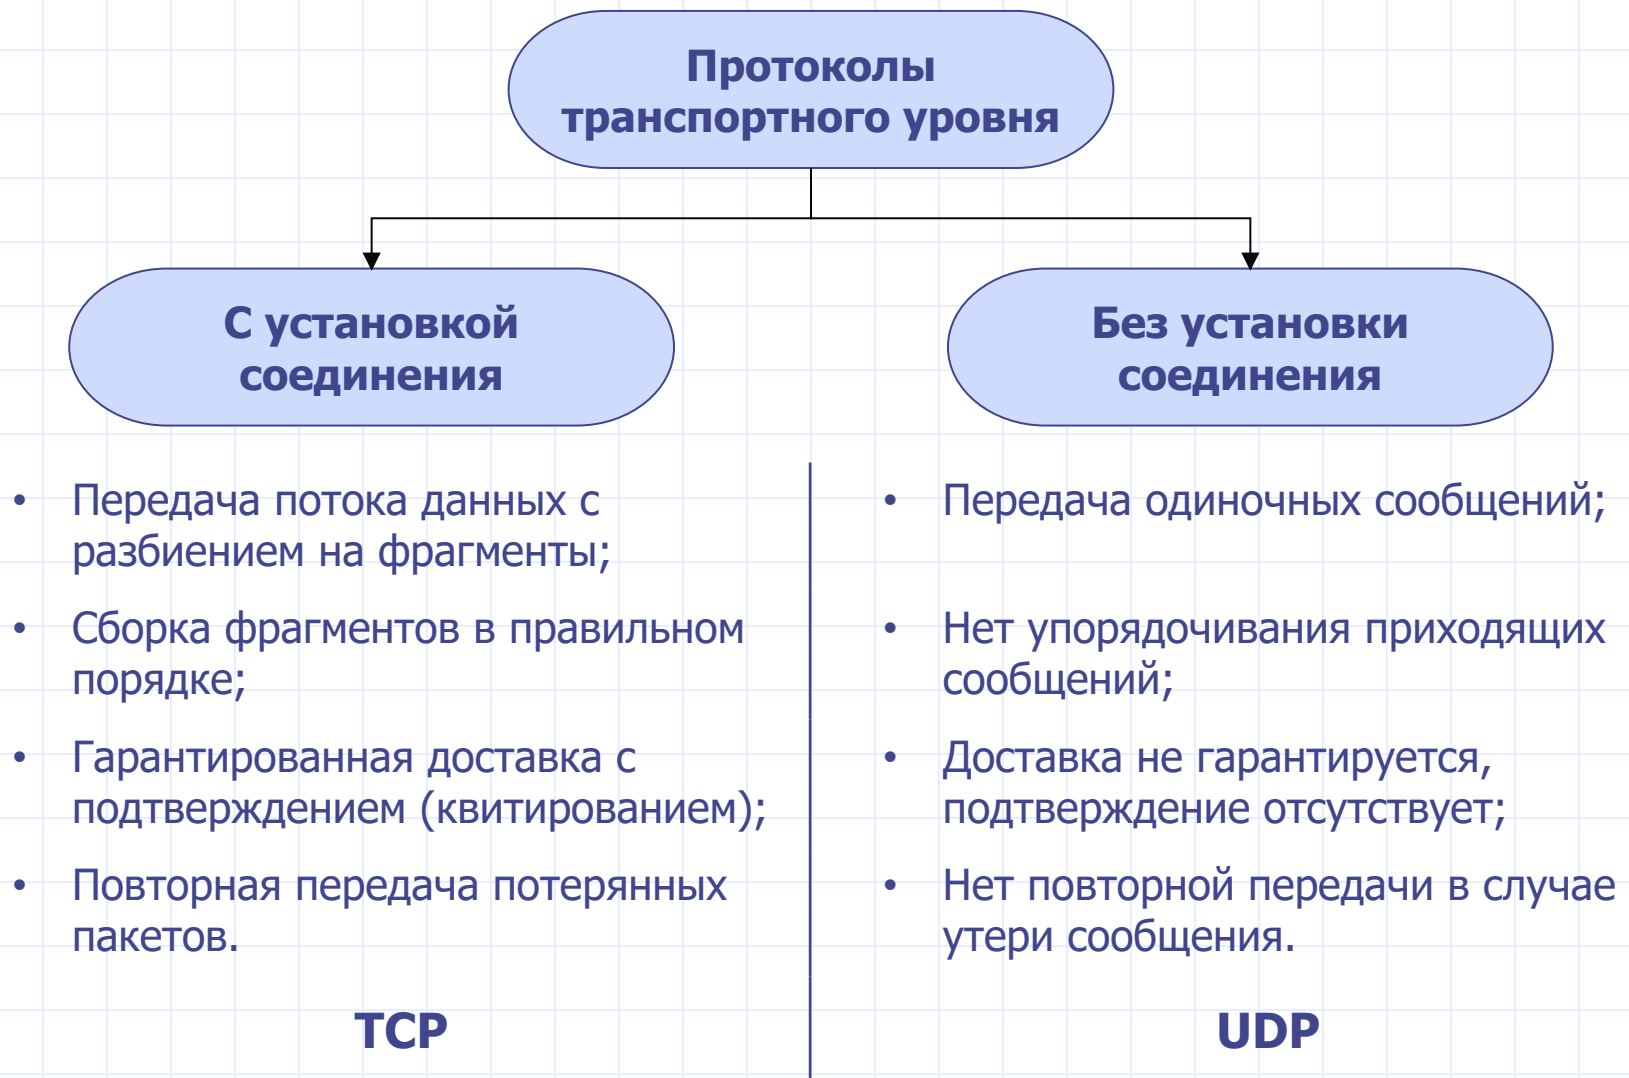 Протоколы
транспортного уровня
С установкой
соединения
Без установки
соединения
• Передача потока данных с
разбиением на фрагменты;
• Сборка фрагментов в правильном
порядке;
• Гарантированная доставка с
подтверждением (квитированием);
• Повторная передача потерянных
пакетов.
TCP
• Передача одиночных сообщений;
• Нет упорядочивания приходящих
сообщений;
• Доставка не гарантируется,
подтверждение отсутствует;
• Нет повторной передачи в случае
утери сообщения.
UDP